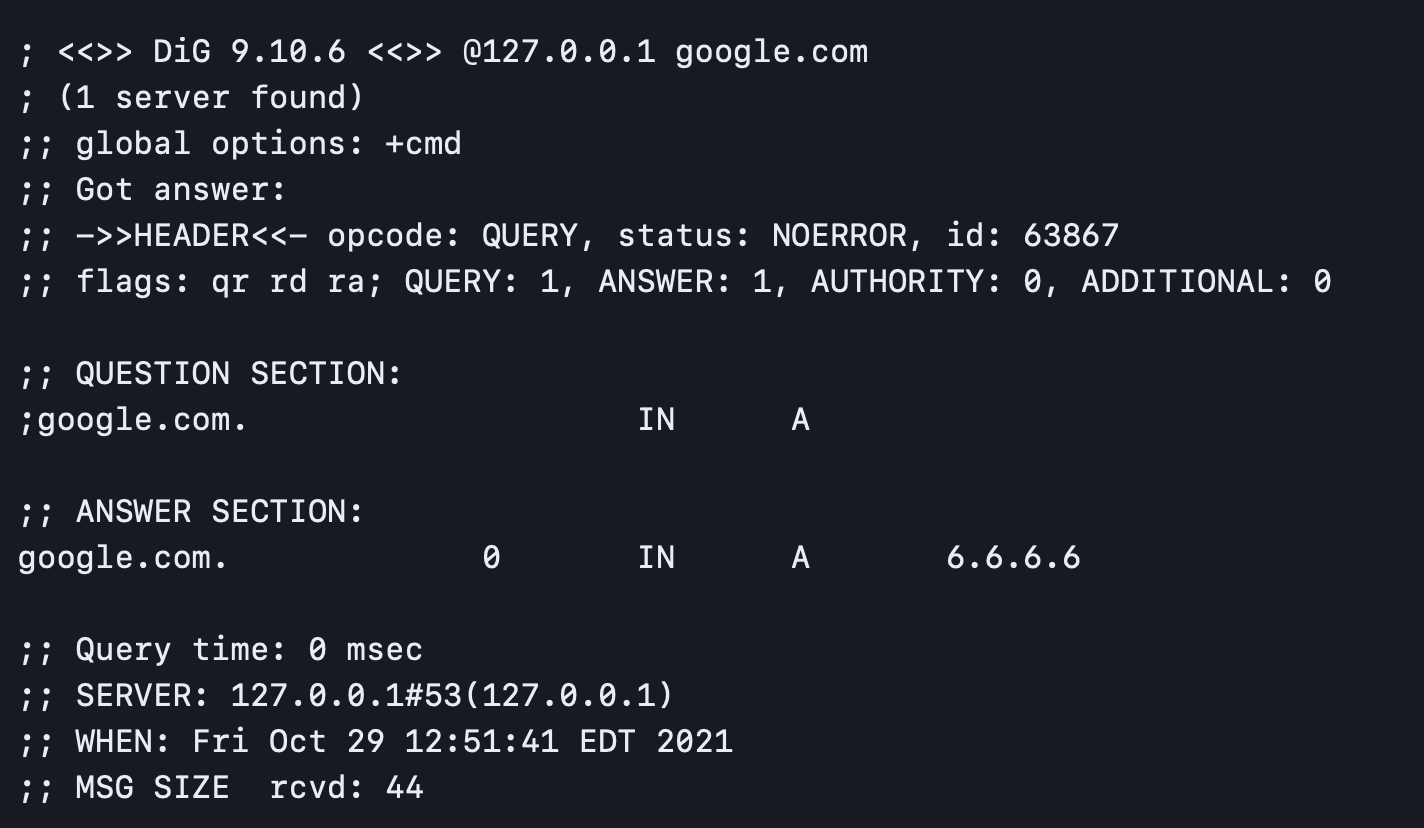 ; <<>> DiG 9.10.6 <<>> @127.0.0.1 google.com
; (1 server found)
;; global options: +cmd
;; Got answer:
;; ->>HEADER<<- opcode: QUERY, status: NOERROR, id: 63867
;; flags: qr rd ra; QUERY: 1, ANSWER: 1, AUTHORITY: 0, ADDITIONAL: 0
;; QUESTION SECTION:
;google.com. IN A
;; ANSWER SECTION:
google.com. 0 IN A 6.6.6.6
;; Query time: 0 msec
;; SERVER: 127.0.0.1#53(127.0.0.1)
;; WHEN: Fri Oct 29 12:51:41 EDT 2021
;; MSG SIZE  rcvd: 44